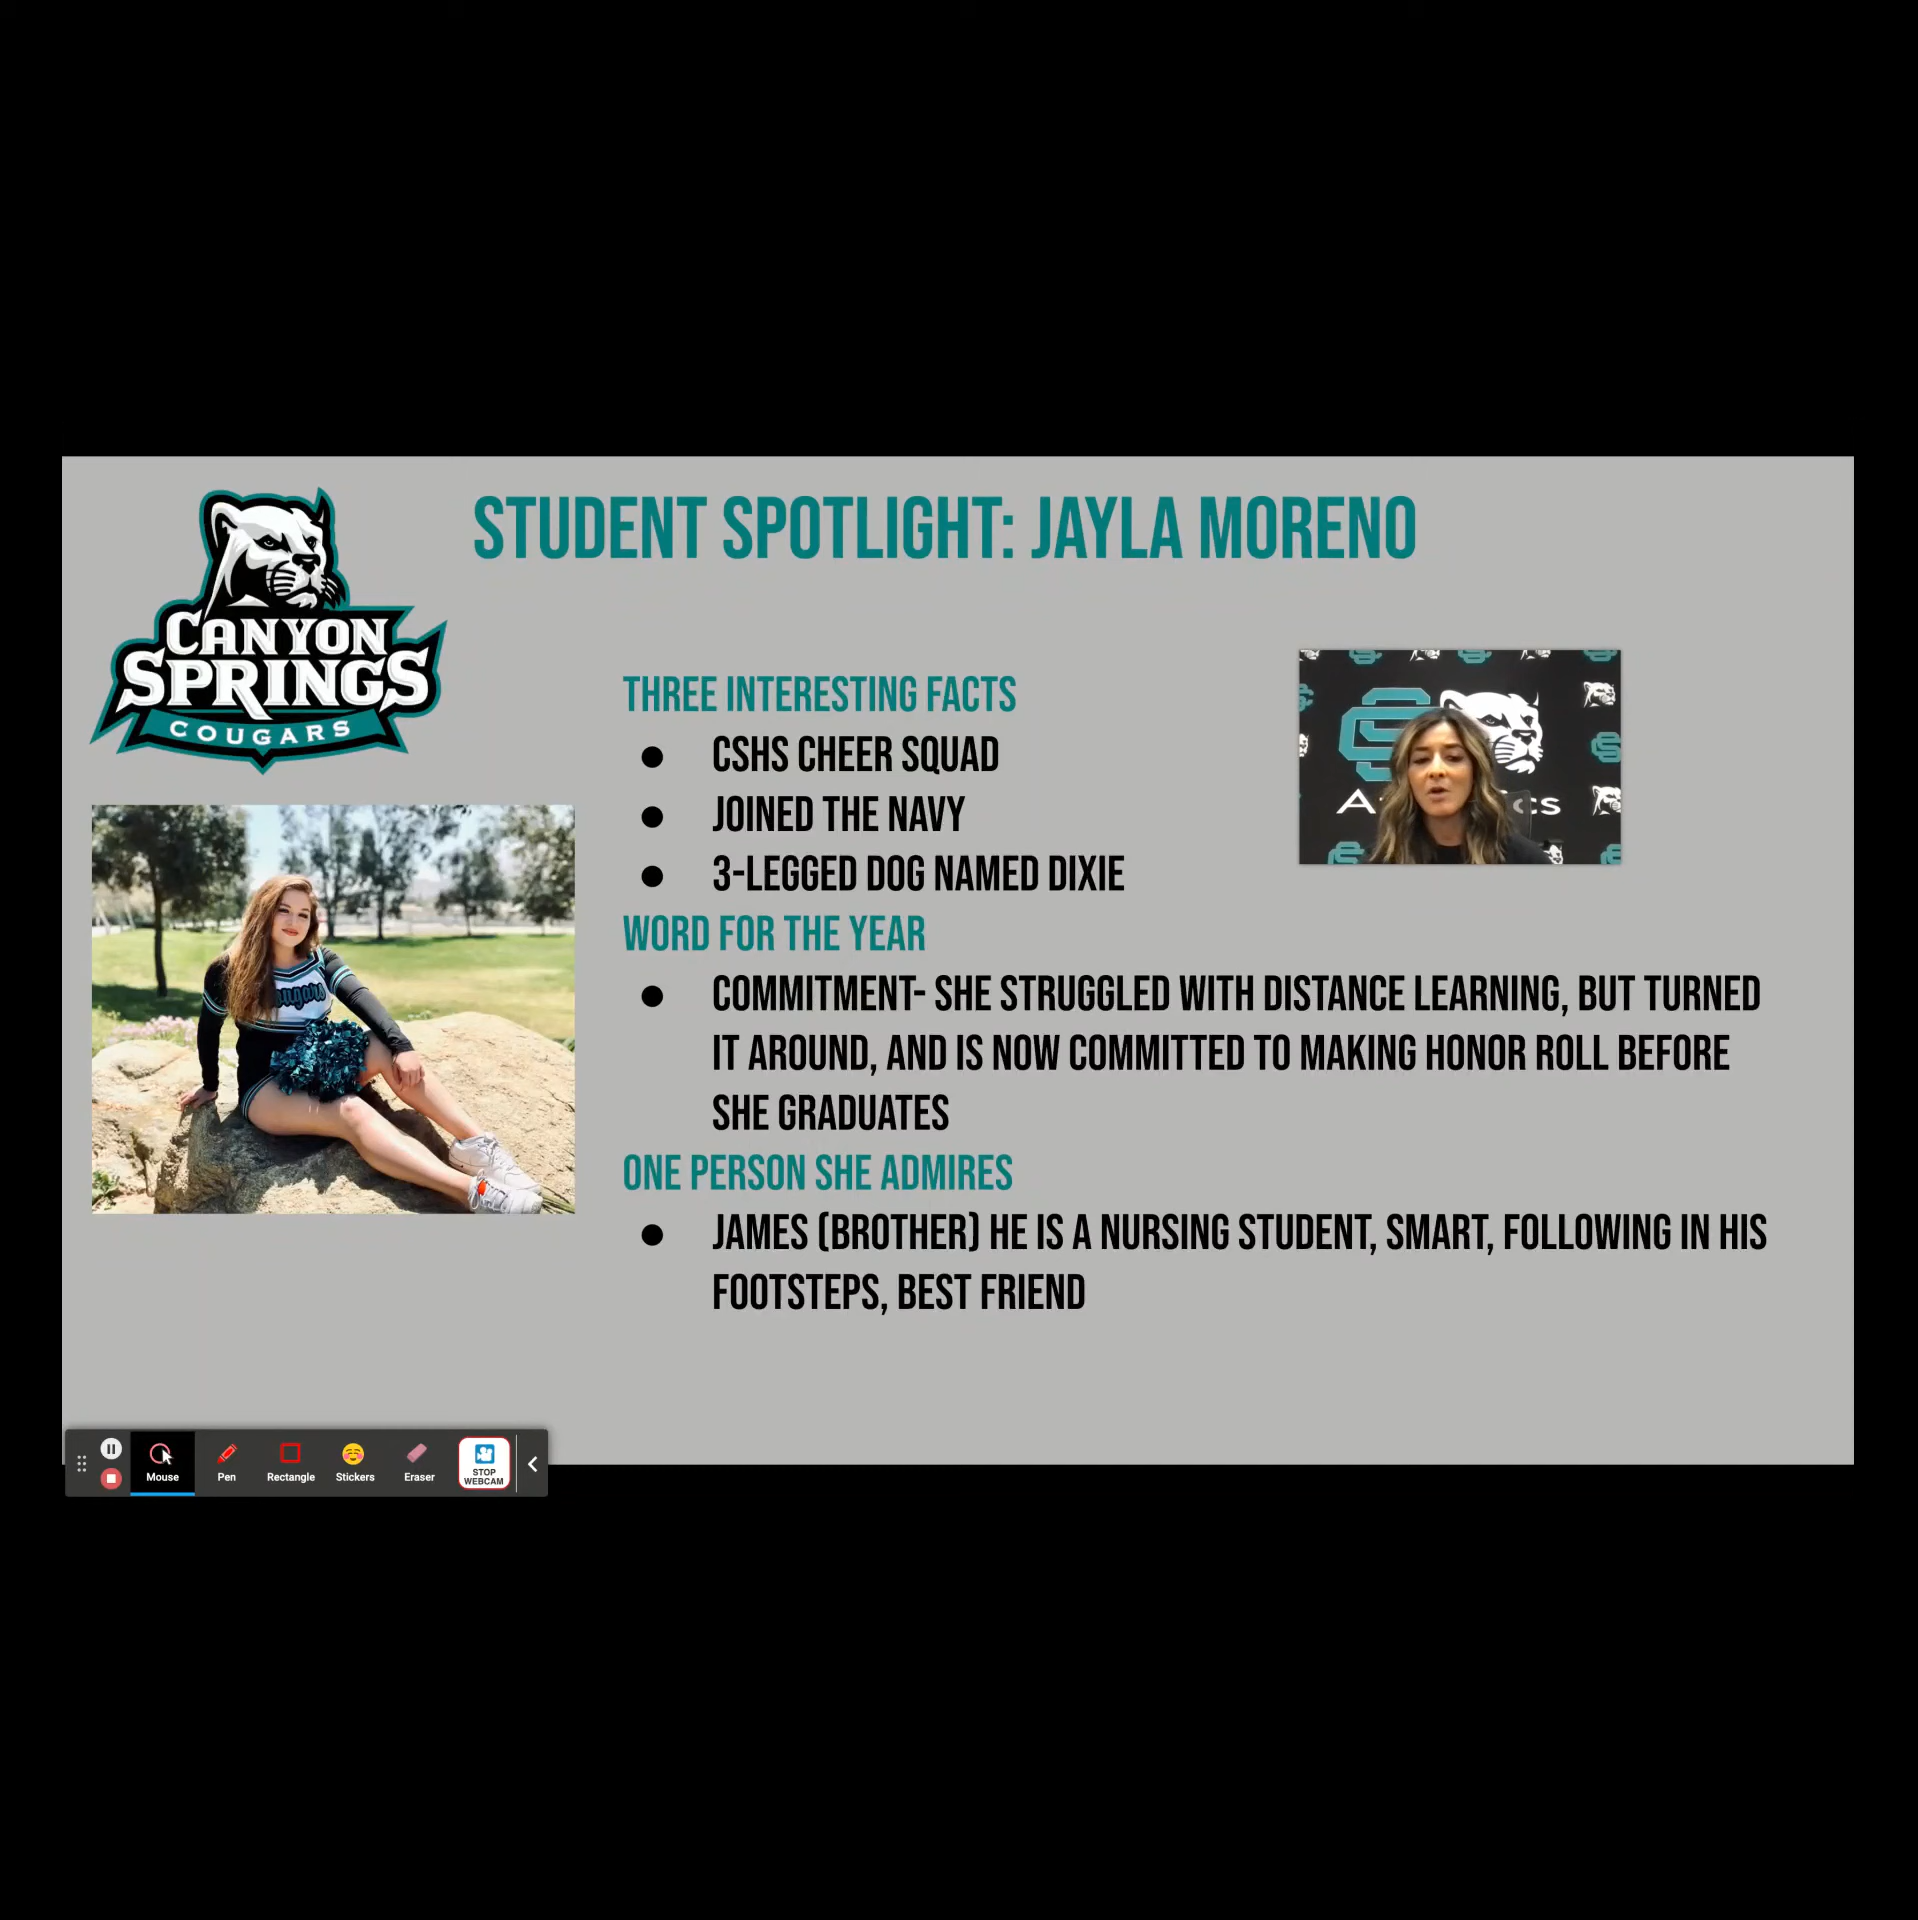 CANYON
SPRINGS
COUGARS
STUDENT SPOTLIGHT: JAYLA MORENO
THREE INTERESTING FACTS
● CSHS CHEER SQUAD
● JOINED THE NAVY
● 3-LEGGED DOG NAMED DIXIE
WORD FOR THE YEAR
● COMMITMENT- SHE STRUGGLED WITH DISTANCE LEARNING, BUT TURNED
IT AROUND, AND IS NOW COMMITTED TO MAKING HONOR ROLL BEFORE
SHE GRADUATES
ONE PERSON SHE ADMIRES
● JAMES (BROTHER) HE IS A NURSING STUDENT, SMART, FOLLOWING IN HIS
FOOTSTEPS, BEST FRIEND
CS
Mouse
Pen
Rectangle
Stickers
Eraser
STOP
WEBCAM